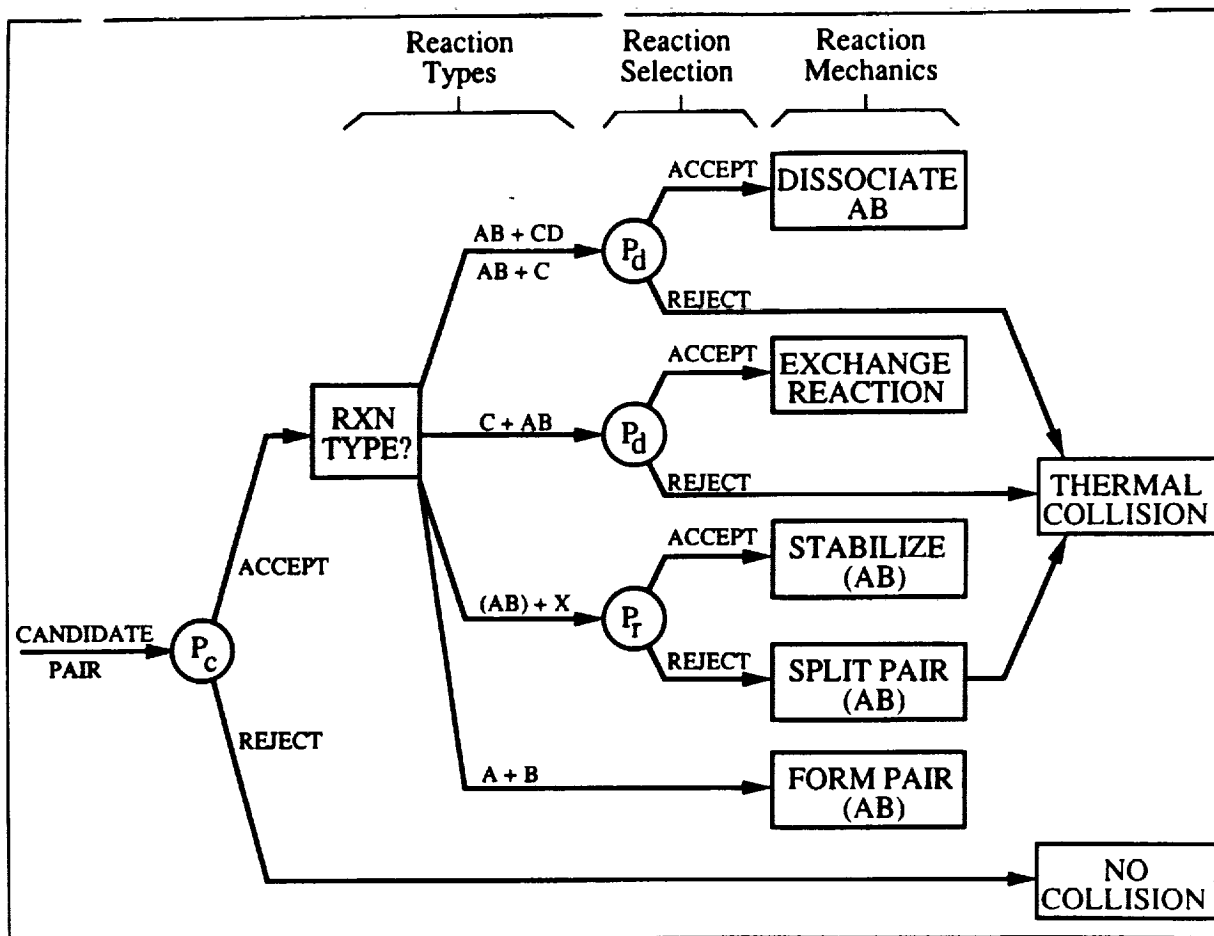 Reaction
Types
Reaction
Selection
Reaction
Mechanics
ACCEPT
DISSOCIATE
AB
AB + CD
AB + C
P_d
REJECT
ACCEPT
EXCHANGE
REACTION
RXN
TYPE?
C + AB
P_d
REJECT
THERMAL
COLLISION
ACCEPT
STABILIZE
(AB)
ACCEPT
(AB) + X
P_r
CANDIDATE
PAIR
P_c
REJECT
SPLIT PAIR
(AB)
REJECT
A + B
FORM PAIR
(AB)
NO
COLLISION